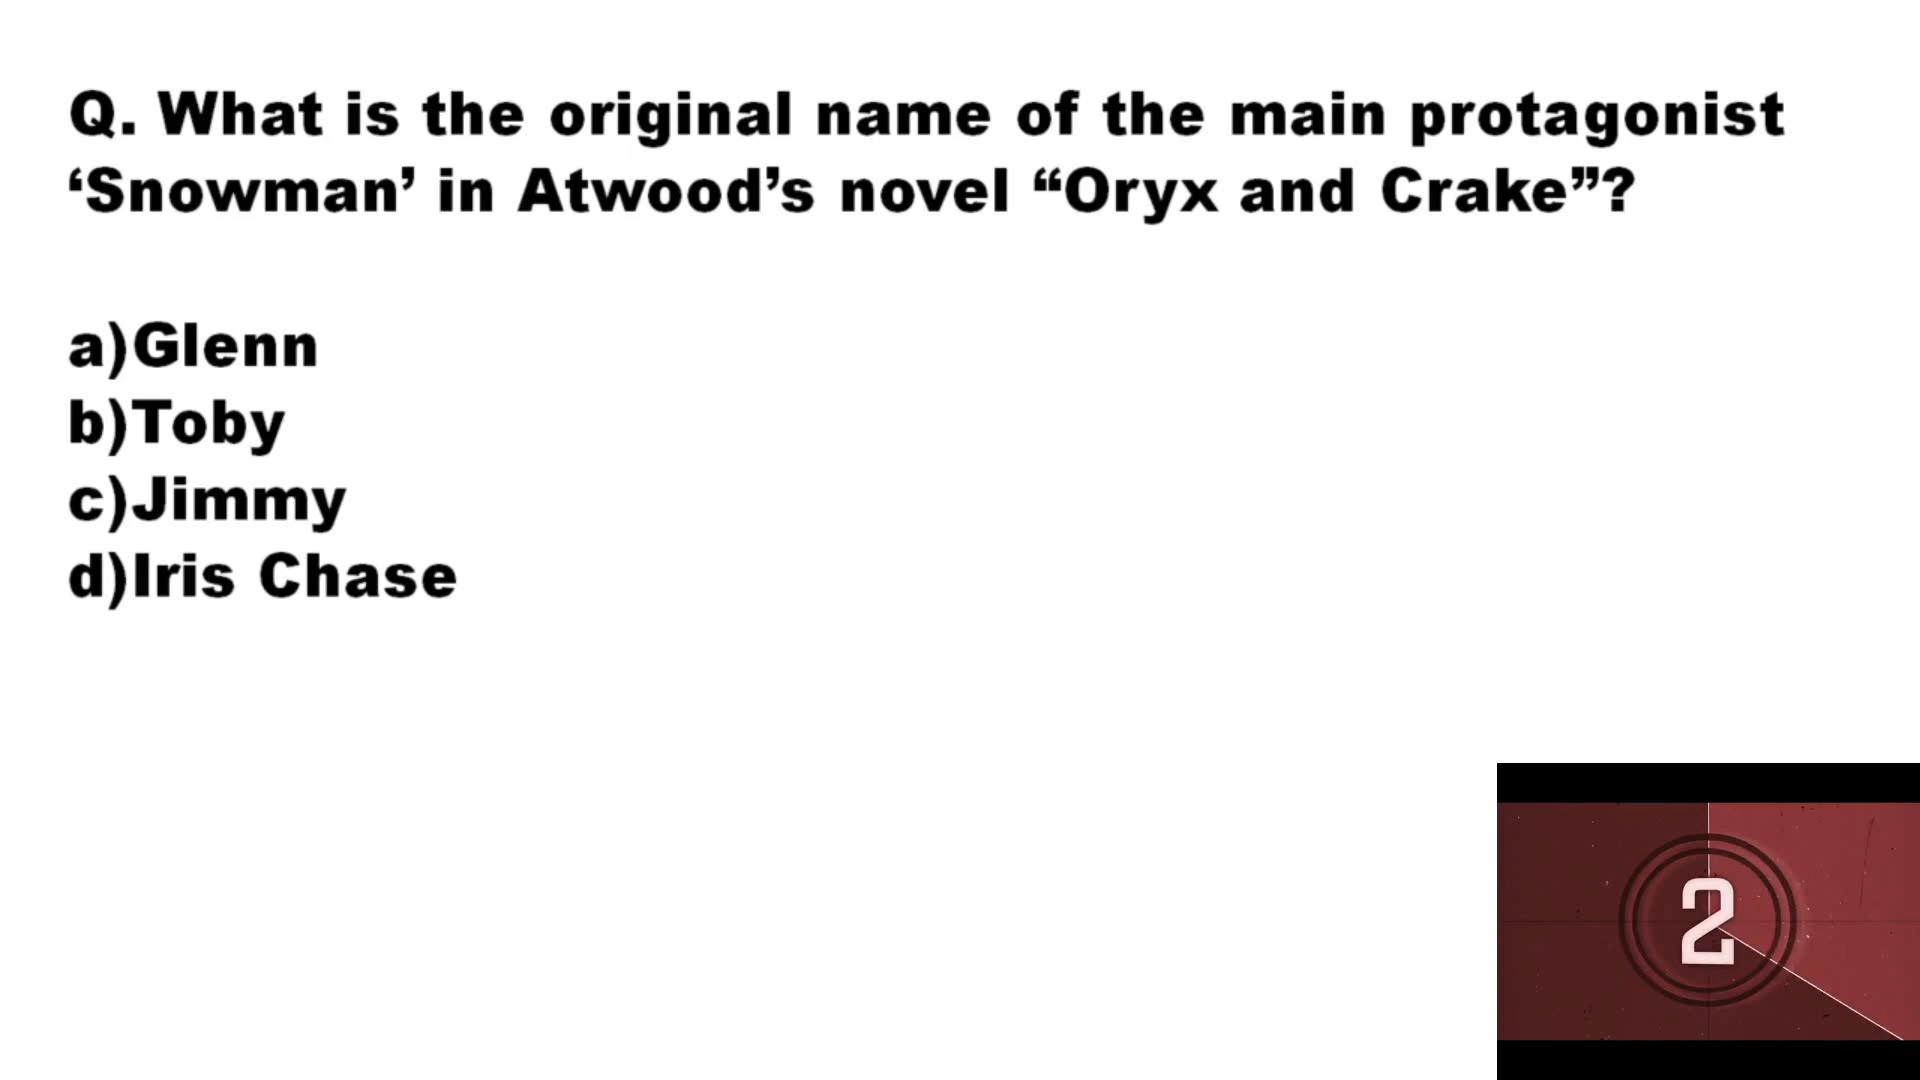 Q. What is the original name of the main protagonist
‘Snowman’ in Atwood’s novel “Oryx and Crake”?
a)Glenn
b)Toby
c)Jimmy
d)Iris Chase
2